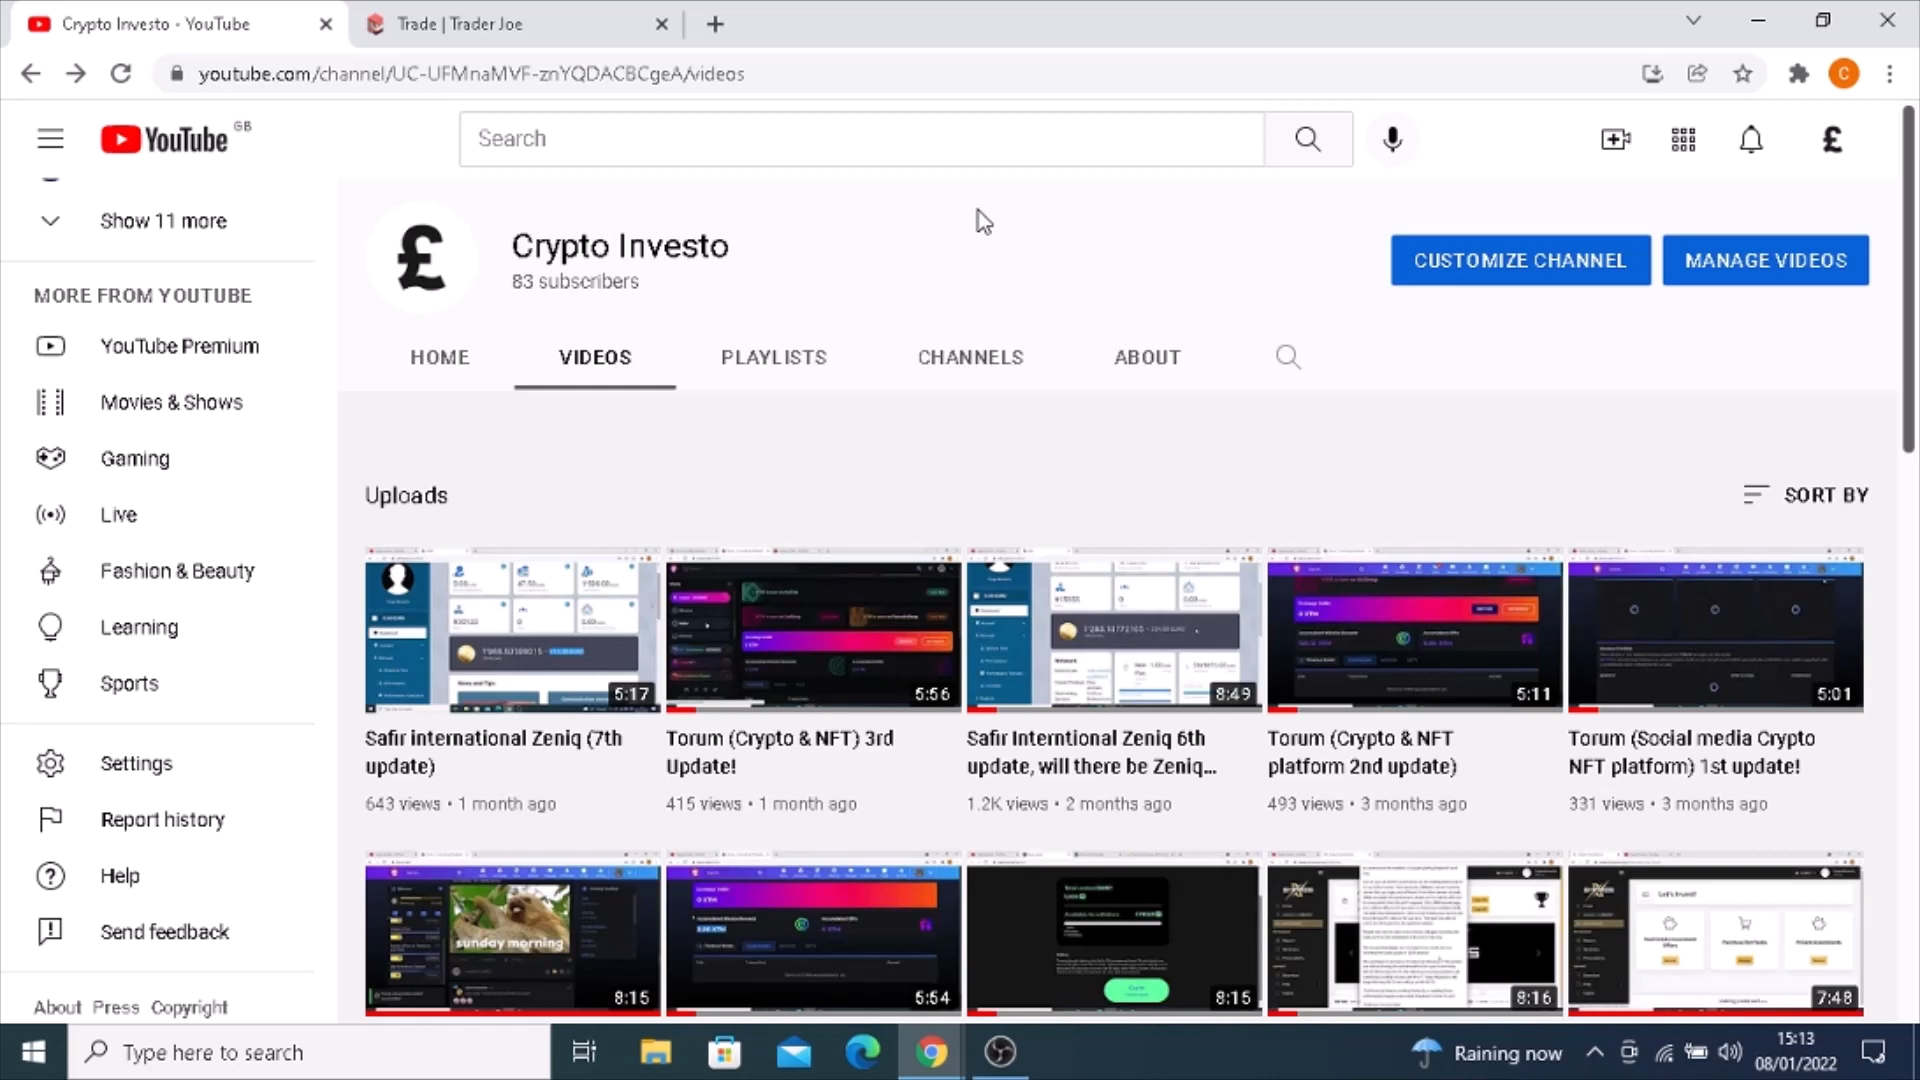 Crypto Investo - YouTube
Trade | Trader Joe
youtube.com/channel/UC-UFMnaMVF-znYQDACBCgeA/videos
C
YouTube GB
Search
£
Show 11 more
£
Crypto Investo
83 subscribers
CUSTOMIZE CHANNEL
MANAGE VIDEOS
MORE FROM YOUTUBE
YouTube Premium
Movies & Shows
Gaming
Live
Fashion & Beauty
Learning
Sports
Settings
Report history
Help
Send feedback
About Press Copyright
HOME VIDEOS PLAYLISTS CHANNELS ABOUT
Uploads
SORT BY
5:17
Safir international Zeniq (7th
update)
643 views • 1 month ago
5:56
Torum (Crypto & NFT) 3rd
Update!
415 views • 1 month ago
8:49
Safir Interntional Zeniq 6th
update, will there be Zeniq...
1.2K views • 2 months ago
5:11
Torum (Crypto & NFT
platform 2nd update)
493 views • 3 months ago
5:01
Torum (Social media Crypto
NFT platform) 1st update!
331 views • 3 months ago
sunday morning
8:15
5:54
8:15
8:16
Let's Invest!
7:48
Type here to search
Raining now
15:13
08/01/2022